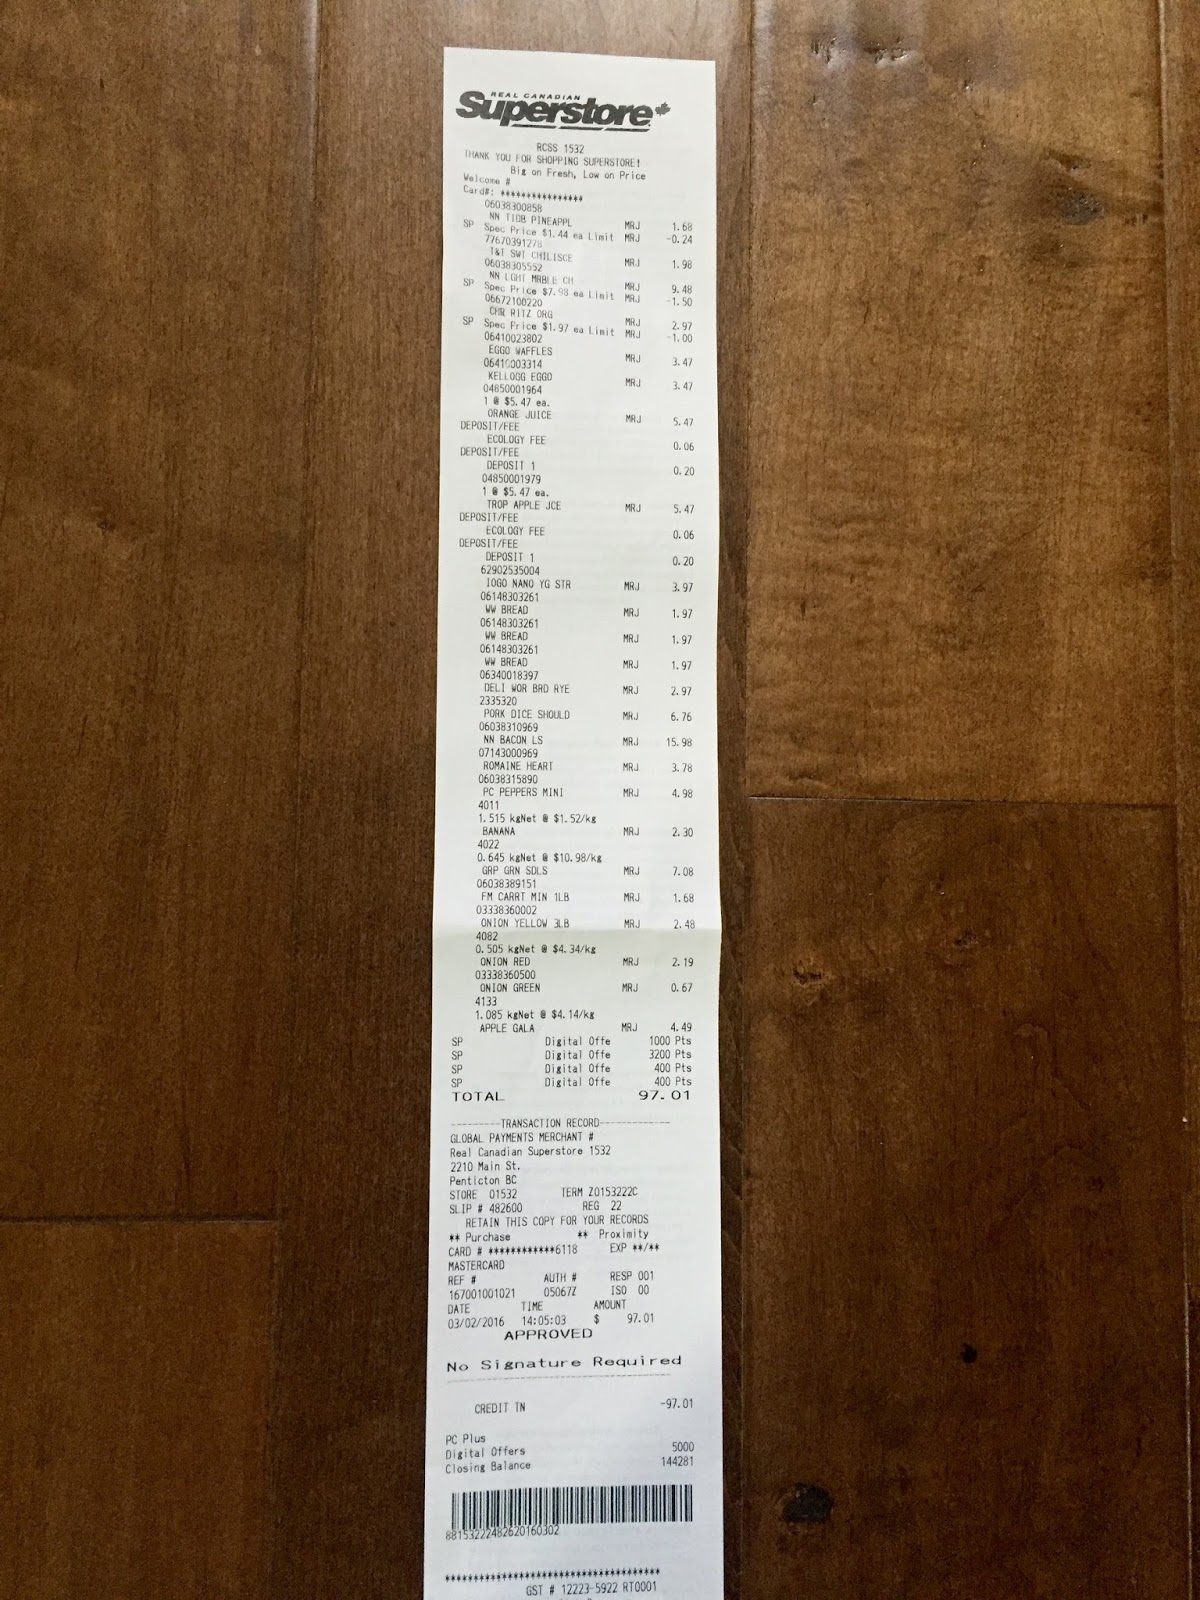 REAL CANADIAN
Superstore
RCSS 1532
THANK YOU FOR SHOPPING SUPERSTORE!
Big on Fresh, Low on Price
Welcome #
Card#: ****************
06038300858
NN TIDB PINEAPPL MRJ 1.68
SP Spec Price $1.44 ea Limit MRJ -0.24
77670391278
T&T SWT CHILISCE MRJ 1.98
06038305552
NN LGHT MRBLE CH MRJ 9.48
SP Spec Price $7.98 ea Limit MRJ -1.50
06672100220
CHR RITZ ORG MRJ 2.97
SP Spec Price $1.97 ea Limit MRJ -1.00
06410023802
EGGO WAFFLES MRJ 3.47
06410003314
KELLOGG EGGO MRJ 3.47
04850001964
1 @ $5.47 ea.
ORANGE JUICE MRJ 5.47
DEPOSIT/FEE
ECOLOGY FEE 0.06
DEPOSIT/FEE
DEPOSIT 1 0.20
04850001979
1 @ $5.47 ea.
TROP APPLE JCE MRJ 5.47
DEPOSIT/FEE
ECOLOGY FEE 0.06
DEPOSIT/FEE
DEPOSIT 1 0.20
62902535004
IOGO NANO YG STR MRJ 3.97
06148303261
WW BREAD MRJ 1.97
06148303261
WW BREAD MRJ 1.97
06148303261
WW BREAD MRJ 1.97
06340018397
DELI WOR BRD RYE MRJ 2.97
2335320
PORK DICE SHOULD MRJ 6.76
06038310969
NN BACON LS MRJ 15.98
07143000969
ROMAINE HEART MRJ 3.78
06038315890
PC PEPPERS MINI MRJ 4.98
4011
1.515 kgNet @ $1.52/kg
BANANA MRJ 2.30
4022
0.645 kgNet @ $10.98/kg
GRP GRN SDLS MRJ 7.08
06038389151
FM CARRT MIN 1LB MRJ 1.68
03338360002
ONION YELLOW 3LB MRJ 2.48
4082
0.505 kgNet @ $4.34/kg
ONION RED MRJ 2.19
03338360500
ONION GREEN MRJ 0.67
4133
1.085 kgNet @ $4.14/kg
APPLE GALA MRJ 4.49
SP Digital Offe 1000 Pts
SP Digital Offe 3200 Pts
SP Digital Offe 400 Pts
SP Digital Offe 400 Pts
TOTAL 97.01
----------TRANSACTION RECORD--------------
GLOBAL PAYMENTS MERCHANT #
Real Canadian Superstore 1532
2210 Main St.
Penticton BC
STORE 01532 TERM Z0153222C
SLIP # 482600 REG 22
RETAIN THIS COPY FOR YOUR RECORDS
** Purchase ** Proximity
CARD # ************6118 EXP **/**
MASTERCARD
REF # AUTH # RESP 001
167001001021 05067Z ISO 00
DATE TIME AMOUNT
03/02/2016 14:05:03 $ 97.01
APPROVED
No Signature Required
CREDIT TN -97.01
PC Plus
Digital Offers 5000
Closing Balance 144281
88153222482620160302
GST # 12223-5922 RT0001